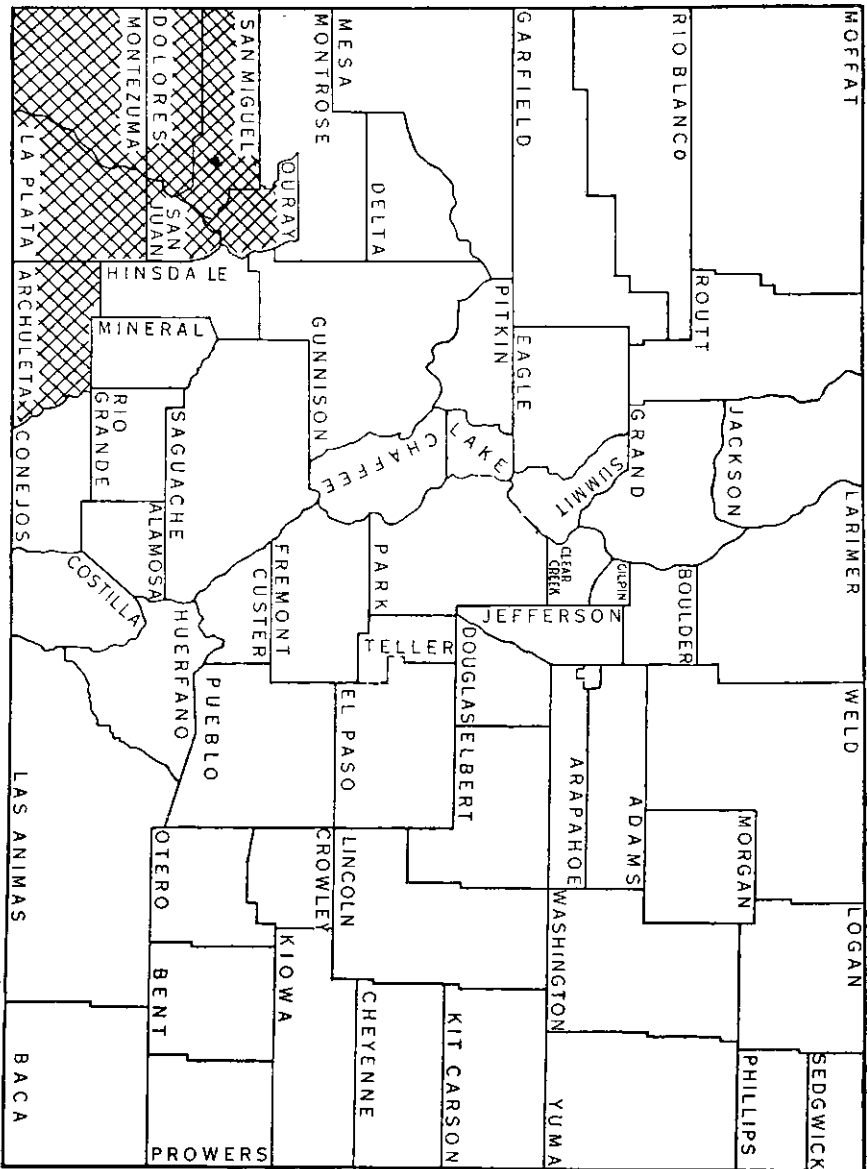 MOFFAT
ROUTT
JACKSON
LARIMER
WELD
LOGAN
SEDGWICK
PHILLIPS
RIO BLANCO
GRAND
BOULDER
MORGAN
GARFIELD
EAGLE
SUMMIT
GILPIN
CLEAR
CREEK
JEFFERSON
ADAMS
ARAPAHOE
WASHINGTON
YUMA
MESA
PITKIN
LAKE
PARK
DOUGLAS
ELBERT
KIT CARSON
DELTA
GUNNISON
CHAFFEE
TELLER
EL PASO
LINCOLN
CHEYENNE
MONTROSE
OURAY
FREMONT
CROWLEY
KIOWA
SAN MIGUEL
HINSDALE
SAGUACHE
CUSTER
PUEBLO
DOLORES
SAN
JUAN
MINERAL
RIO
GRANDE
ALAMOSA
HUERFANO
OTERO
BENT
PROWERS
MONTEZUMA
LA PLATA
ARCHULETA
CONEJOS
COSTILLA
LAS ANIMAS
BACA